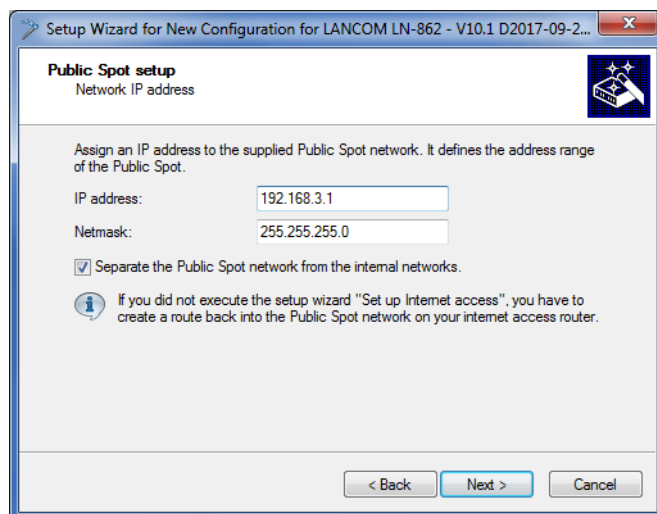 Setup Wizard for New Configuration for LANCOM LN-862 - V10.1 D2017-09-2...
Public Spot setup
Network IP address
Assign an IP address to the supplied Public Spot network. It defines the address range
of the Public Spot.
IP address:
192.168.3.1
Netmask:
255.255.255.0
Separate the Public Spot network from the internal networks.
If you did not execute the setup wizard "Set up Internet access", you have to
create a route back into the Public Spot network on your internet access router.
< Back
Next >
Cancel